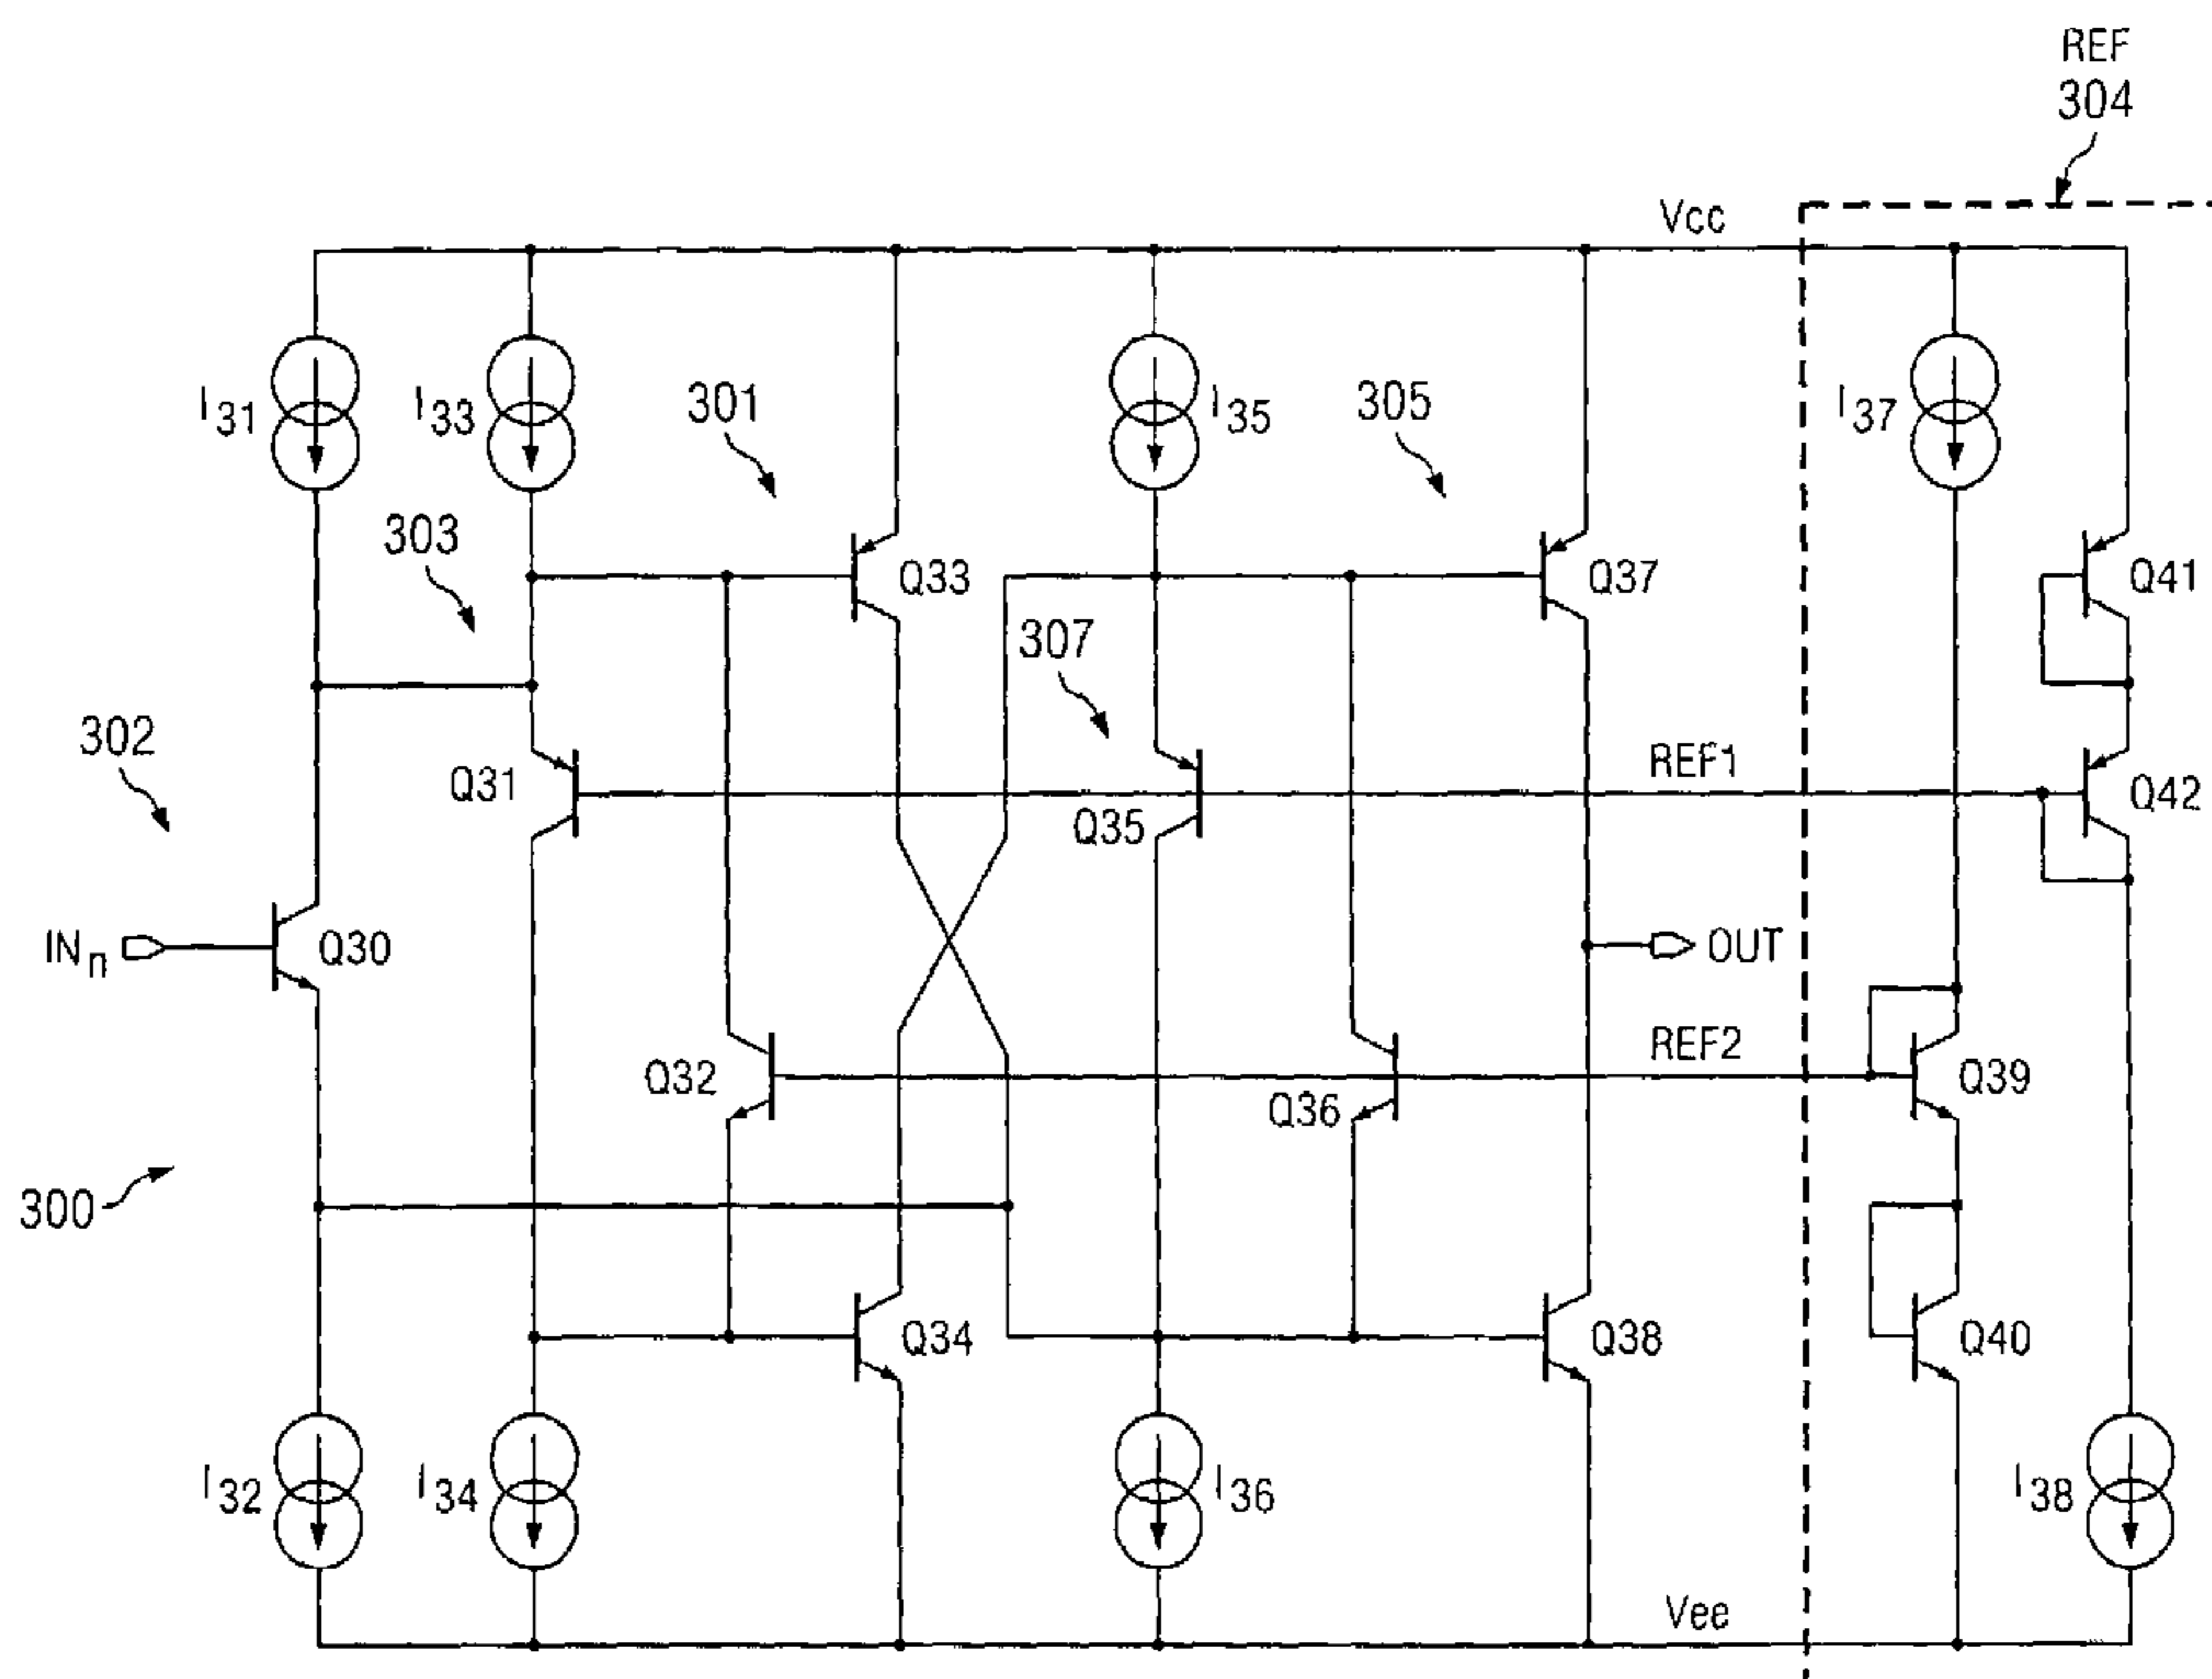 REF
304
Vcc
I31
I33
301
I35
305
I37
303
Q33
Q37
Q41
307
302
REF1
Q31
Q35
Q42
INn
Q30
OUT
REF2
Q32
Q36
Q39
300
Q34
Q38
Q40
I32
I34
I36
I38
Vee